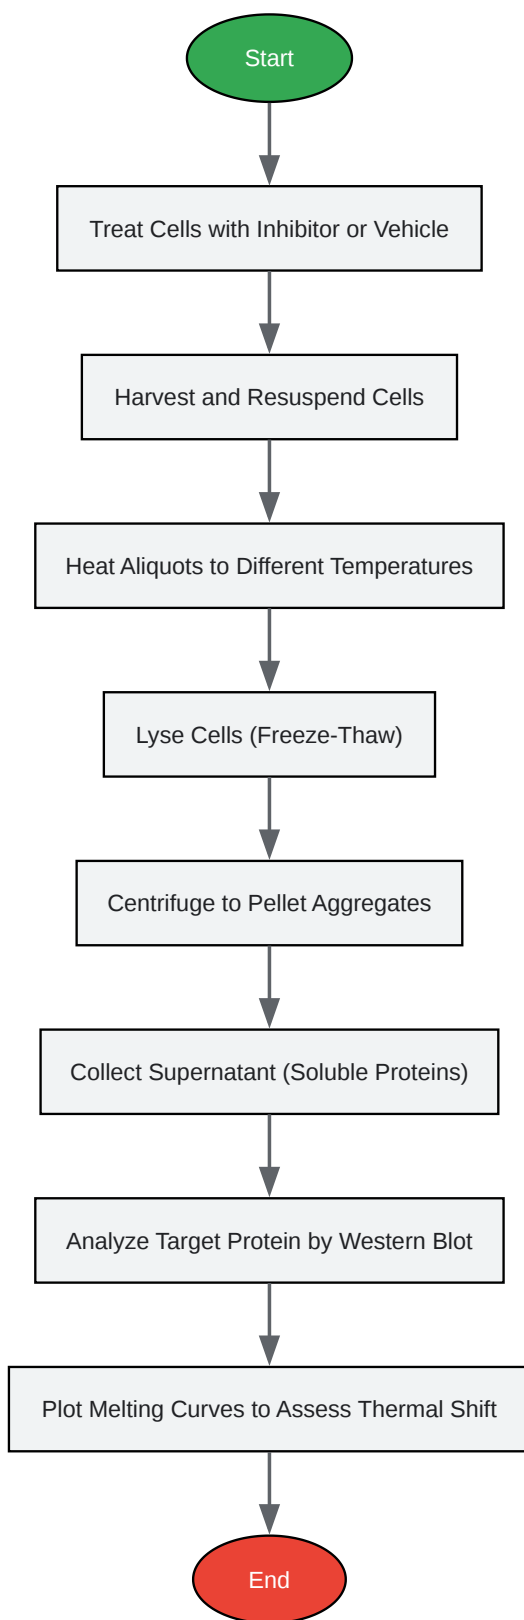 Start
Treat Cells with Inhibitor or Vehicle
Harvest and Resuspend Cells
Heat Aliquots to Different Temperatures
Lyse Cells (Freeze-Thaw)
Centrifuge to Pellet Aggregates
Collect Supernatant (Soluble Proteins)
Analyze Target Protein by Western Blot
Plot Melting Curves to Assess Thermal Shift
End